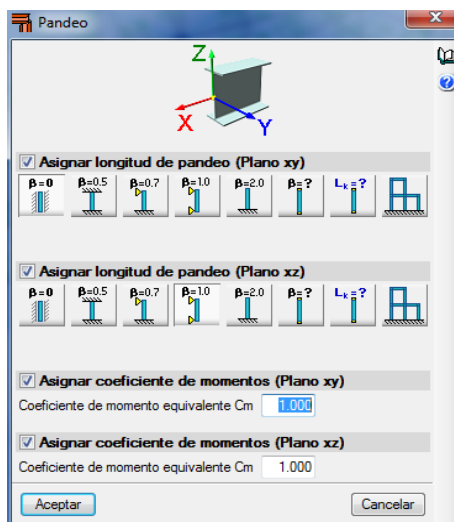 Pandeo
Z
X
Y
Asignar longitud de pandeo (Plano xy)
β=0 β=0.5 β=0.7 β=1.0 β=2.0 β=? Lk=?
Asignar longitud de pandeo (Plano xz)
β=0 β=0.5 β=0.7 β=1.0 β=2.0 β=? Lk=?
Asignar coeficiente de momentos (Plano xy)
Coeficiente de momento equivalente Cm 1.000
Asignar coeficiente de momentos (Plano xz)
Coeficiente de momento equivalente Cm 1.000
Aceptar Cancelar